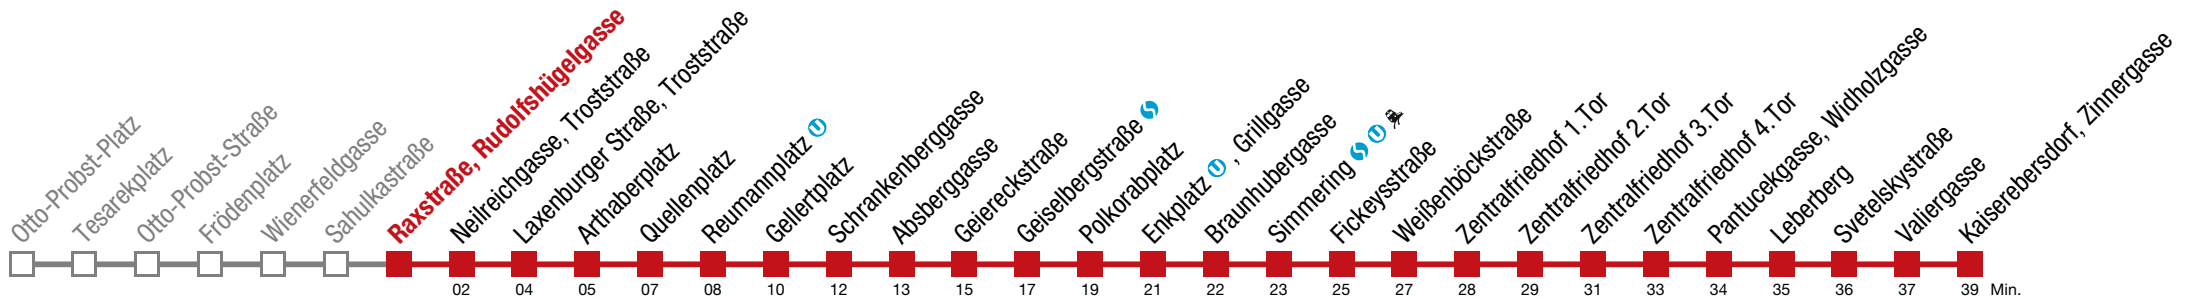 Otto-Probst-Platz
Tesarekplatz
Otto-Probst-Straße
Frödenplatz
Wienerfeldgasse
Sahulkastraße
Raxstraße, Rudolfshügelgasse
Neilreichgasse, Troststraße
Laxenburger Straße, Troststraße
Arthaberplatz
Quellenplatz
Reumannplatz U
Gellertplatz
Schrankenberggasse
Absberggasse
Geiereckstraße
Geiselbergstraße S
Polkorabplatz
Enkplatz U , Grillgasse
Braunhubergasse
Simmering S U
Fickeysstraße
Weißenböckstraße
Zentralfriedhof 1.Tor
Zentralfriedhof 2.Tor
Zentralfriedhof 3.Tor
Zentralfriedhof 4.Tor
Pantucekgasse, Widholzgasse
Leberberg
Svetelskystraße
Valiergasse
Kaiserebersdorf, Zinnergasse
02 04 05 07 08 10 12 13 15 17 19 21 22 23 25 27 28 29 31 33 34 35 36 37 39 Min.